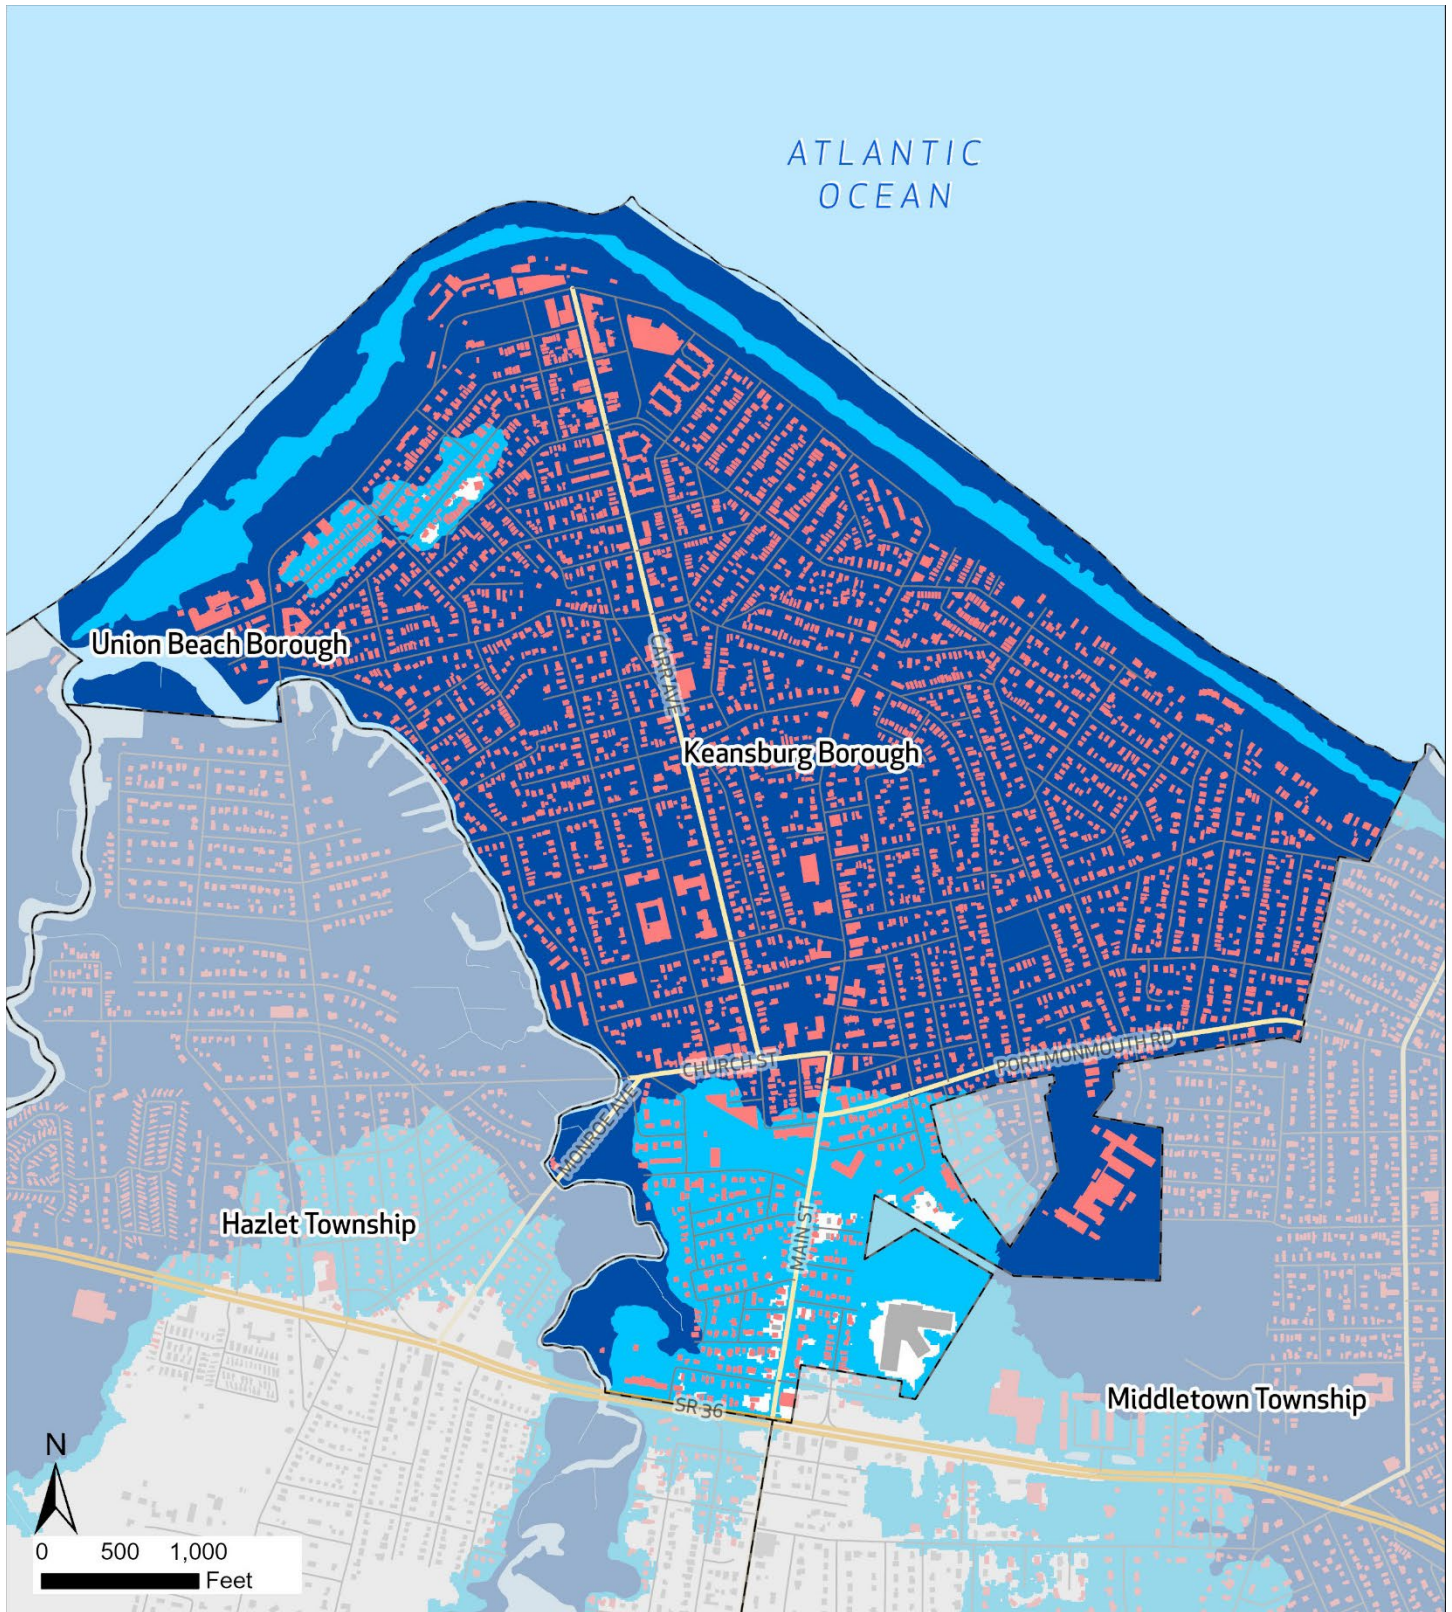 ATLANTIC
OCEAN
Union Beach Borough
CARR AVE
Keansburg Borough
CHURCH ST
PORT MONMOUTH RD
MONROE AVE
Hazlet Township
MAIN ST
Middletown Township
SR 36
N
0 500 1,000
Feet